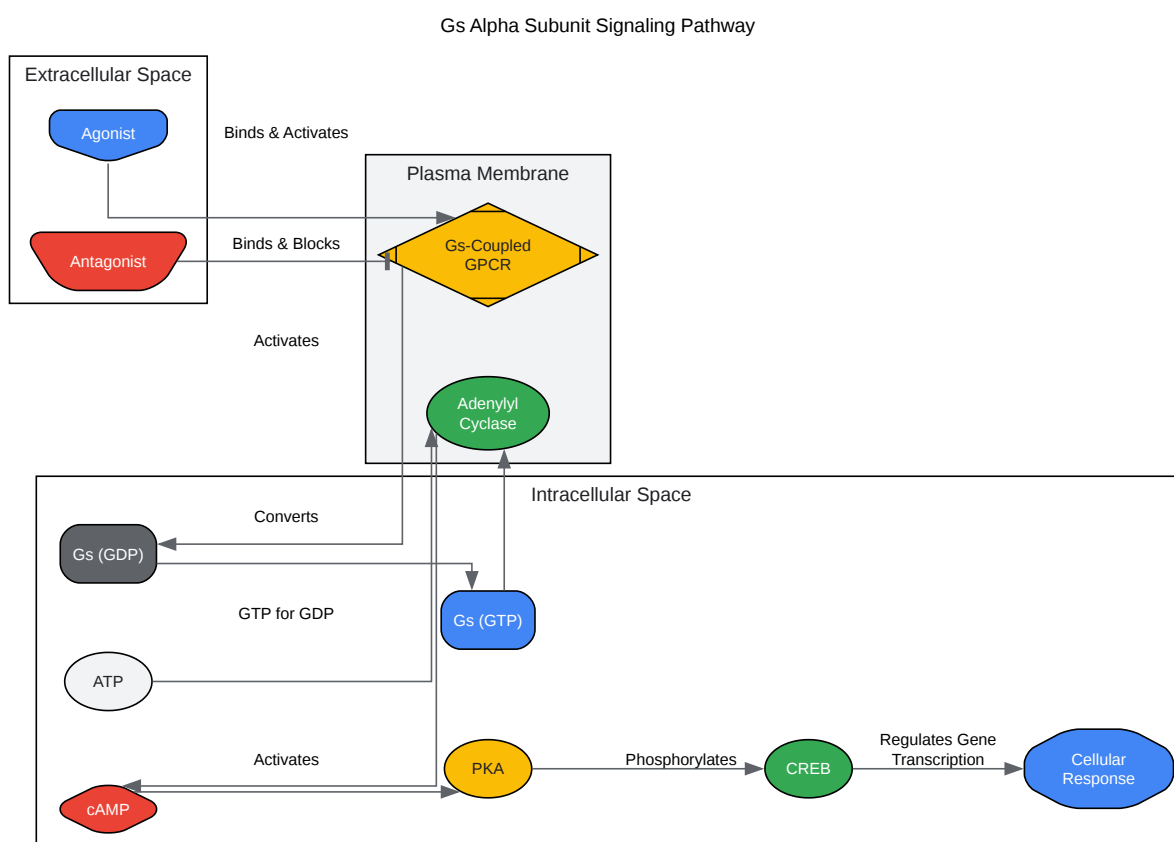 Gs Alpha Subunit Signaling Pathway
Extracellular Space
Agonist
Binds & Activates
Plasma Membrane
Antagonist
Binds & Blocks
Gs-Coupled
GPCR
Activates
Adenylyl
Cyclase
Intracellular Space
Converts
Gs (GDP)
GTP for GDP
Gs (GTP)
ATP
Activates
PKA
Phosphorylates
CREB
Regulates Gene
Transcription
Cellular
Response
cAMP